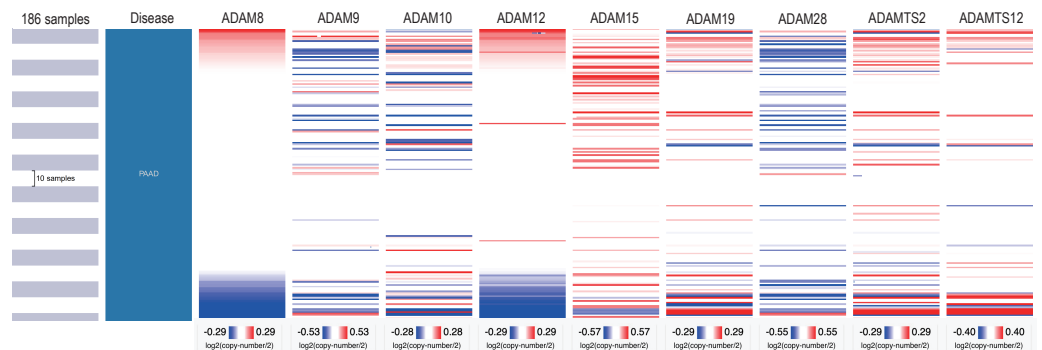 186 samples Disease ADAM8 ADAM9 ADAM10 ADAM12 ADAM15 ADAM19 ADAM28 ADAMTS2 ADAMTS12
PAAD
10 samples
-0.29 0.29 -0.53 0.53 -0.28 0.28 -0.29 0.29 -0.57 0.57 -0.29 0.29 -0.55 0.55 -0.29 0.29 -0.40 0.40
log2(copy-number/2) log2(copy-number/2) log2(copy-number/2) log2(copy-number/2) log2(copy-number/2) log2(copy-number/2) log2(copy-number/2) log2(copy-number/2) log2(copy-number/2)